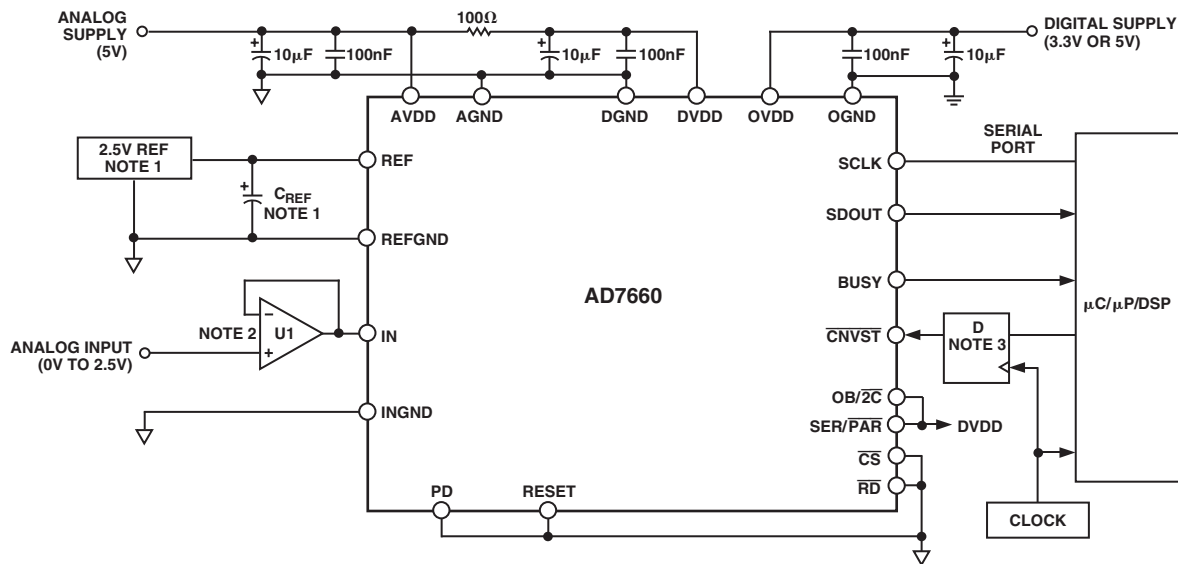 ANALOG
SUPPLY
(5V)
100Ω
DIGITAL SUPPLY
(3.3V OR 5V)
+
10μF
100nF
+
10μF
100nF
100nF
+
10μF
AVDD
AGND
DGND
DVDD
OVDD
OGND
SERIAL
PORT
2.5V REF
NOTE 1
REF
SCLK
+
CREF
NOTE 1
SDOUT
REFGND
BUSY
AD7660
μC/μP/DSP
−
NOTE 2
U1
+
IN
CNVST
D
NOTE 3
ANALOG INPUT
(0V TO 2.5V)
OB/2C
INGND
SER/PAR
DVDD
CS
RD
PD
RESET
CLOCK